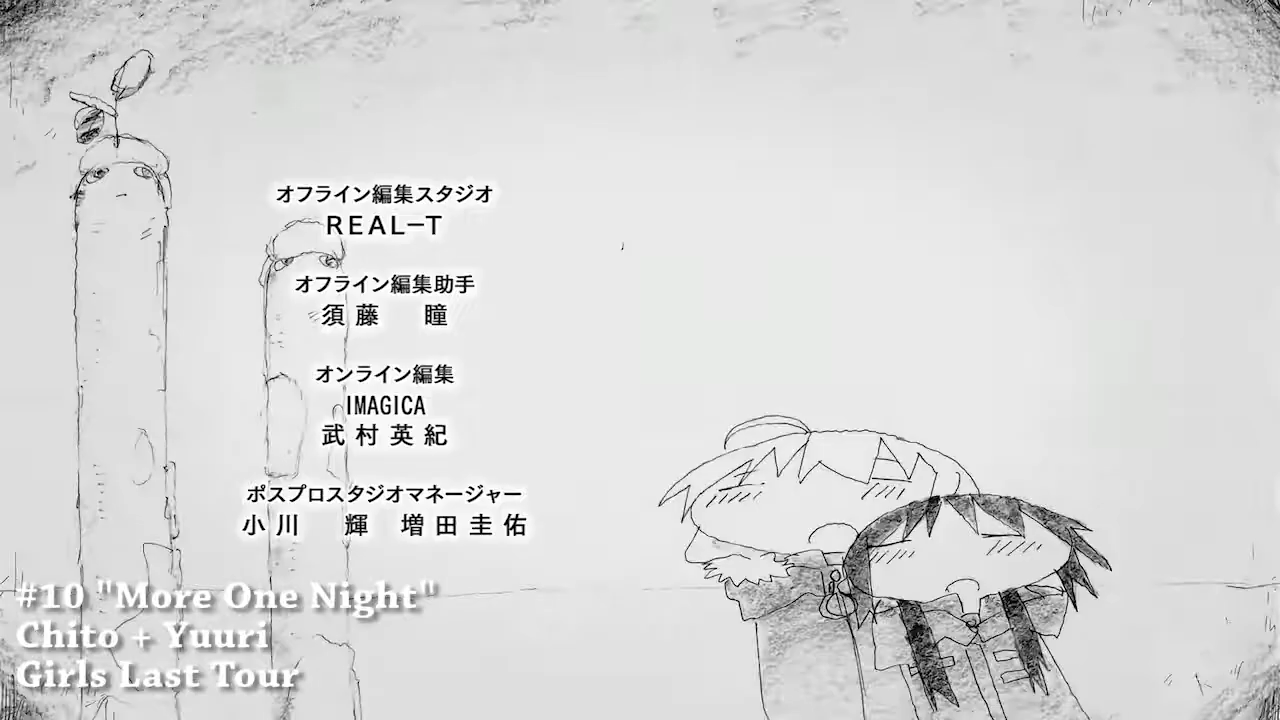 オフライン編集スタジオ
REAL-T
オフライン編集助手
須藤 瞳
オンライン編集
IMAGICA
武村英紀
ポスプロスタジオマネージャー
小川 輝 増田圭佑
#10 "More One Night"
Chito + Yuuri
Girls Last Tour